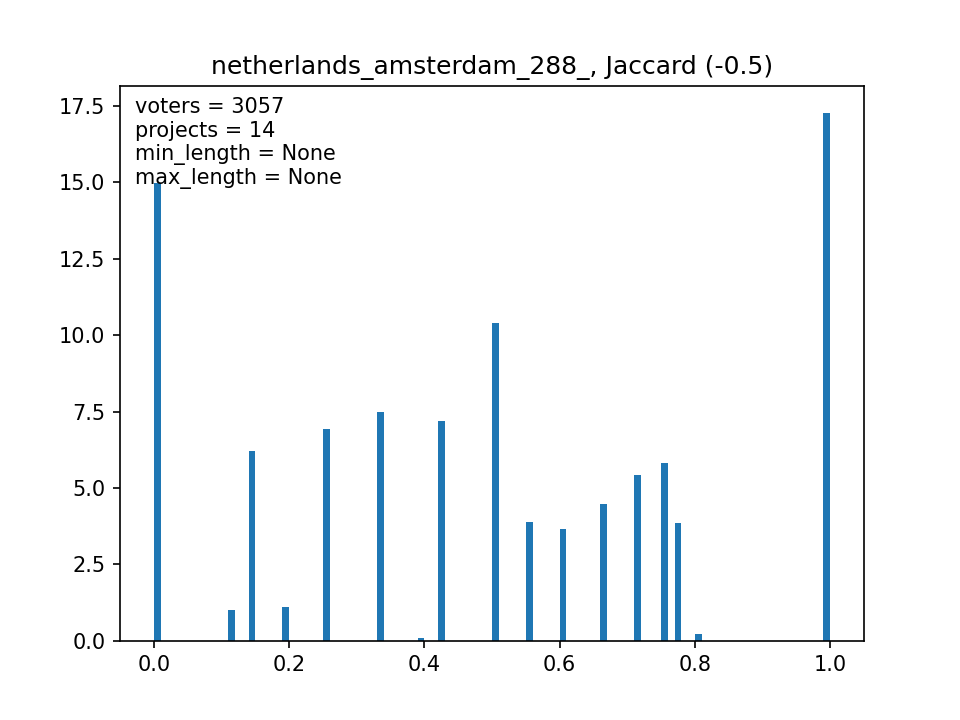 netherlands_amsterdam_288_, Jaccard (-0.5)
voters = 3057
projects = 14
min_length = None
max_length = None
17.5
15.0
12.5
10.0
7.5
5.0
2.5
0.0
0.0 0.2 0.4 0.6 0.8 1.0